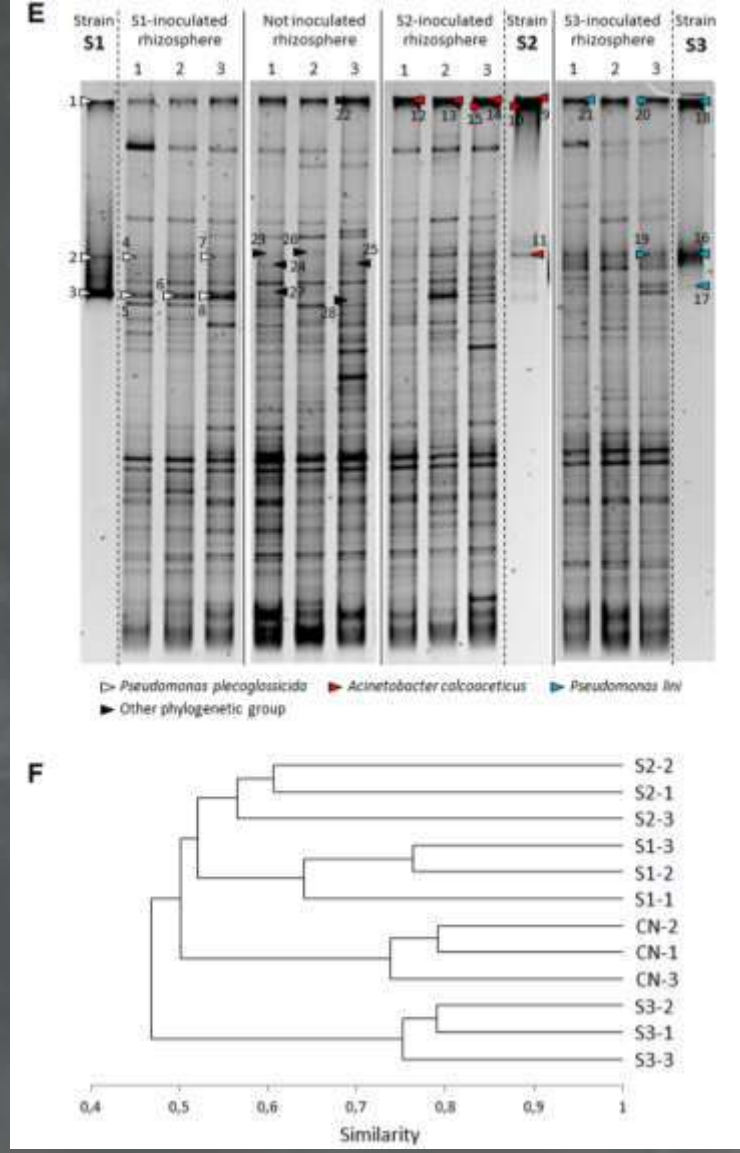 E
Strain S1-inoculated Not inoculated S2-inoculated Strain S3-inoculated Strain
S1 rhizosphere rhizosphere rhizosphere S2 rhizosphere S3
1 2 3 1 2 3 1 2 3 1 2 3
1 22 12 13 15 14 10 9 21 20 18
2 4 7 23 26 25 11 19 16
3 6 24 27 17
5 8 28
Pseudomonas plecoglossicida Acinetobacter calcoaceticus Pseudomonas lini
Other phylogenetic group
F
S2-2
S2-1
S2-3
S1-3
S1-2
S1-1
CN-2
CN-1
CN-3
S3-2
S3-1
S3-3
0,4 0,5 0,6 0,7 0,8 0,9 1
Similarity